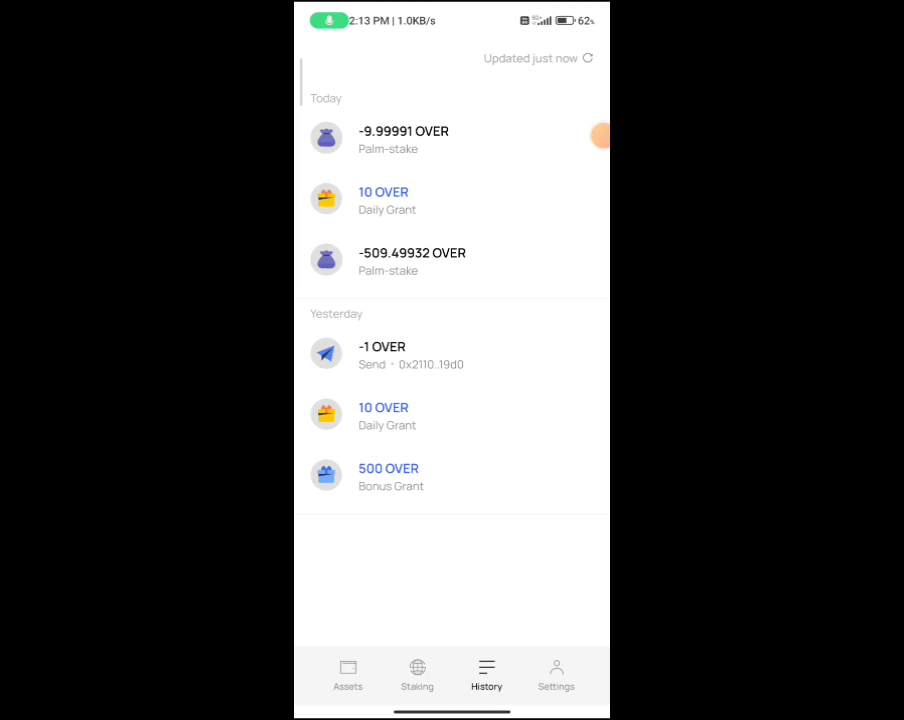 2:13 PM | 1.0KB/s 62%
Updated just now
Today
-9.99991 OVER
Palm-stake
10 OVER
Daily Grant
-509.49932 OVER
Palm-stake
Yesterday
-1 OVER
Send • 0x2110..19d0
10 OVER
Daily Grant
500 OVER
Bonus Grant
Assets Staking History Settings